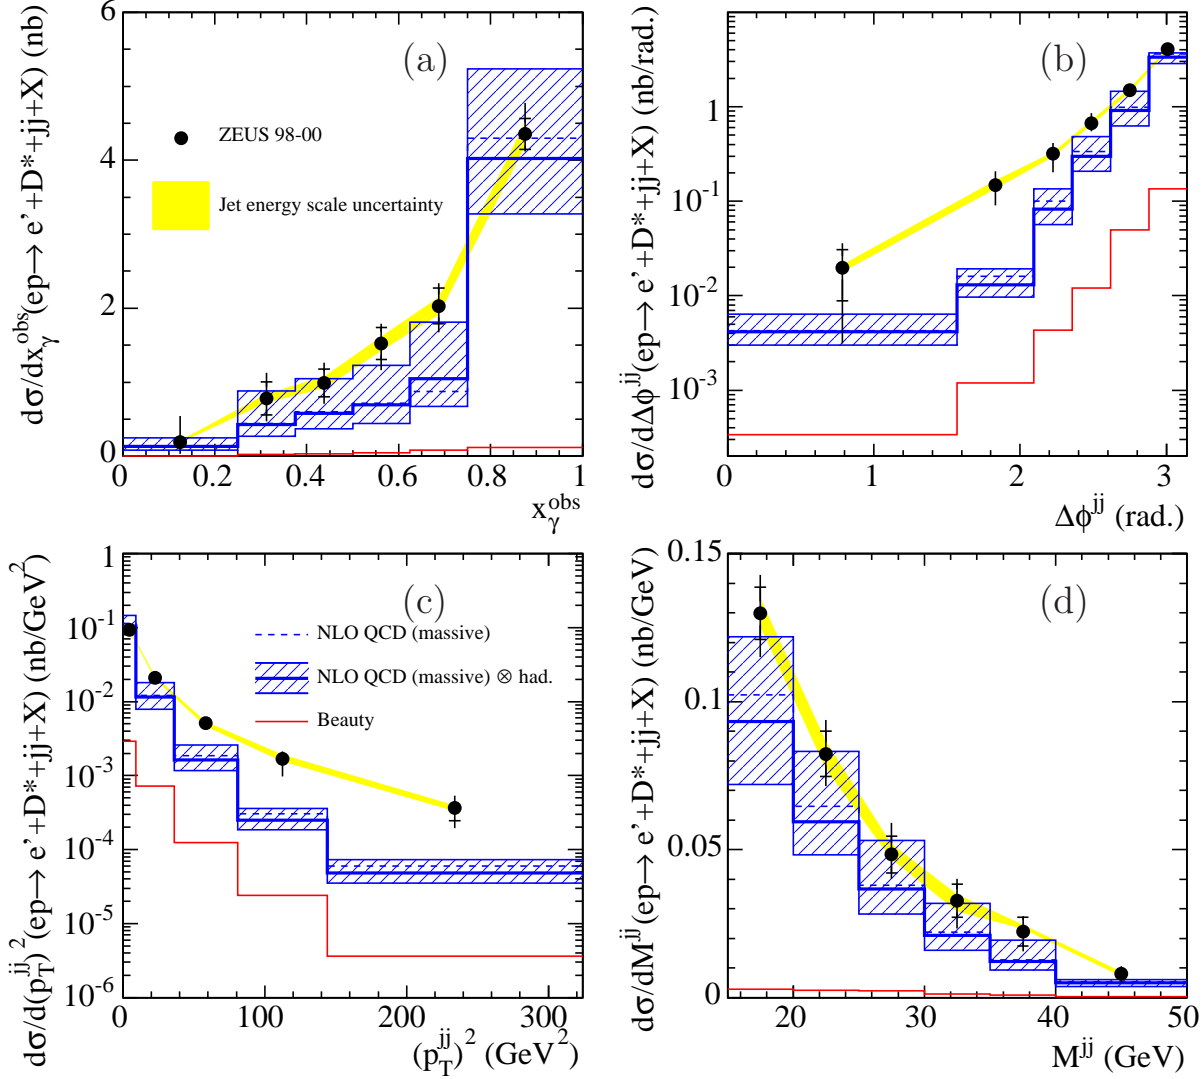 dσ/dxγ^obs(ep→ e'+D*+jj+X) (nb)
6
4
2
0
(a)
ZEUS 98-00
Jet energy scale uncertainty
0 0.2 0.4 0.6 0.8 1
xγ^obs
dσ/dΔϕ^jj(ep→ e'+D*+jj+X) (nb/rad.)
1
10^-1
10^-2
10^-3
(b)
0 1 2 3
Δϕ^jj (rad.)
dσ/d(p_T^jj)^2(ep→ e'+D*+jj+X) (nb/GeV^2)
1
10^-1
10^-2
10^-3
10^-4
10^-5
10^-6
(c)
NLO QCD (massive)
NLO QCD (massive) ⊗ had.
Beauty
0 100 200 300
(p_T^jj)^2 (GeV^2)
dσ/dM^jj(ep→ e'+D*+jj+X) (nb/GeV)
0.15
0.1
0.05
0
(d)
20 30 40 50
M^jj (GeV)